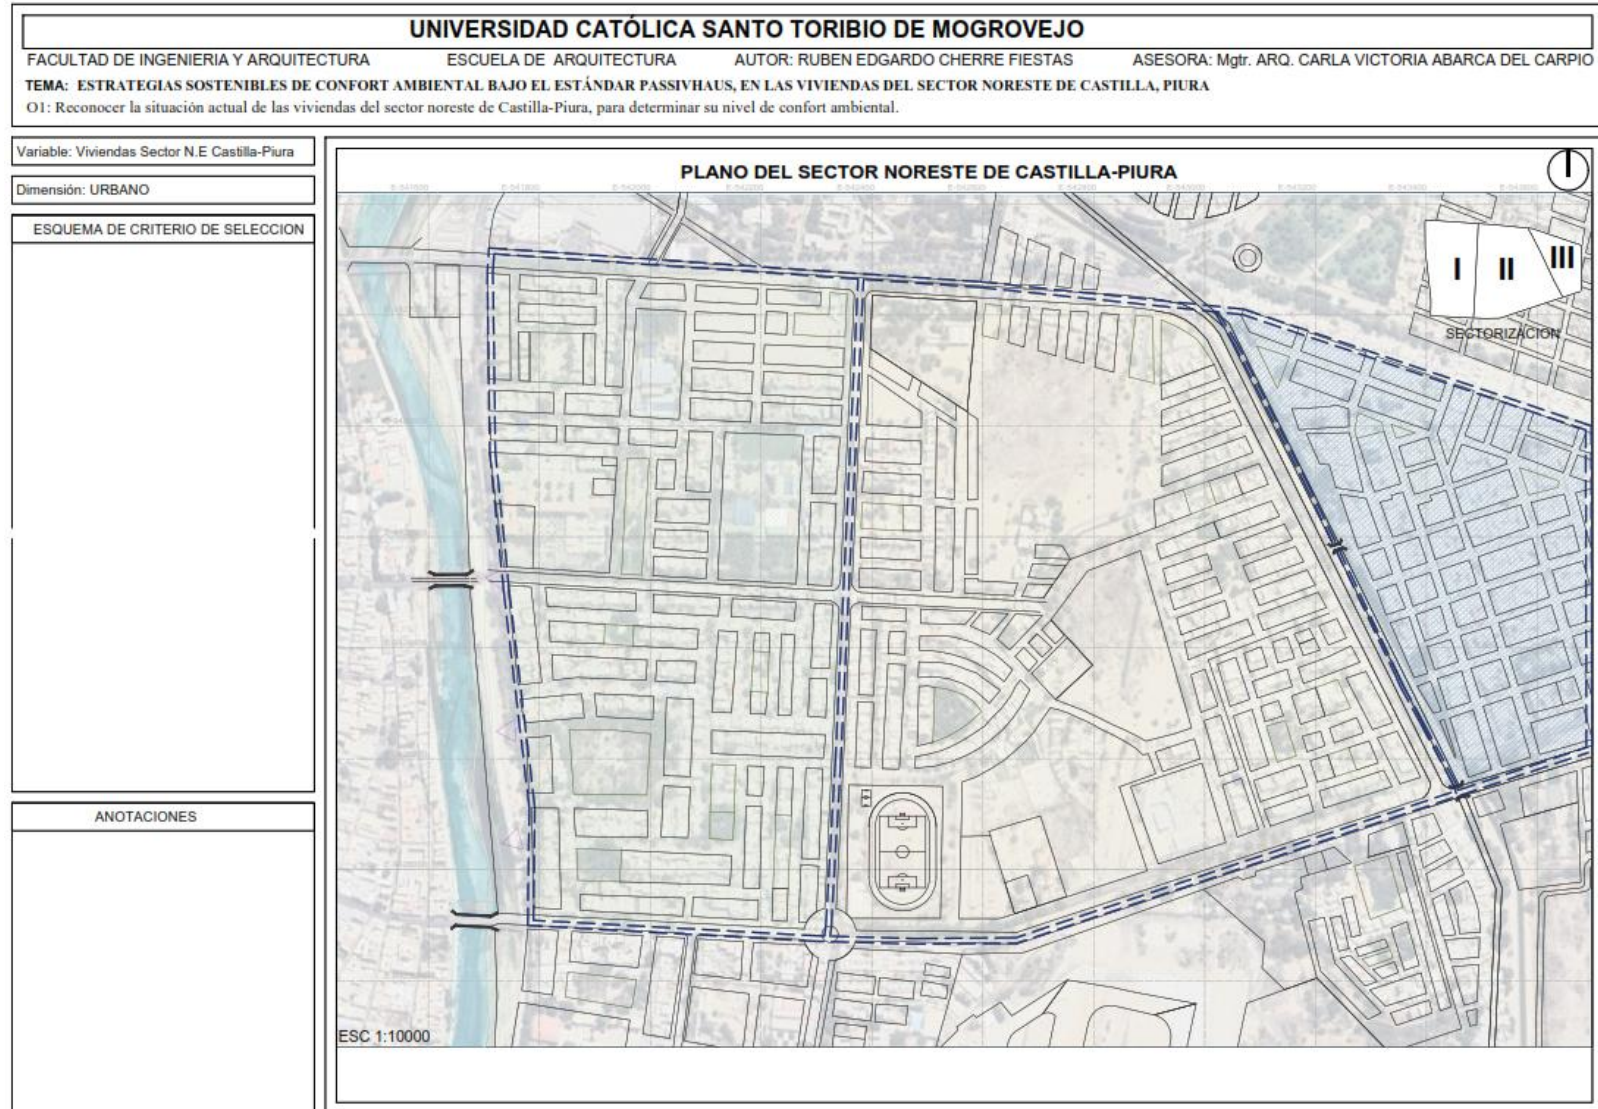 UNIVERSIDAD CATÓLICA SANTO TORIBIO DE MOGROVEJO
FACULTAD DE INGENIERIA Y ARQUITECTURA ESCUELA DE ARQUITECTURA AUTOR: RUBEN EDGARDO CHERRE FIESTAS ASESORA: Mgtr. ARQ. CARLA VICTORIA ABARCA DEL CARPIO
TEMA: ESTRATEGIAS SOSTENIBLES DE CONFORT AMBIENTAL BAJO EL ESTÁNDAR PASSIVHAUS, EN LAS VIVIENDAS DEL SECTOR NORESTE DE CASTILLA, PIURA
O1: Reconocer la situación actual de las viviendas del sector noreste de Castilla-Piura, para determinar su nivel de confort ambiental.
Variable: Viviendas Sector N.E Castilla-Piura
Dimensión: URBANO
ESQUEMA DE CRITERIO DE SELECCION
ANOTACIONES
PLANO DEL SECTOR NORESTE DE CASTILLA-PIURA
I II III
SECTORIZACIÓN
ESC 1:10000